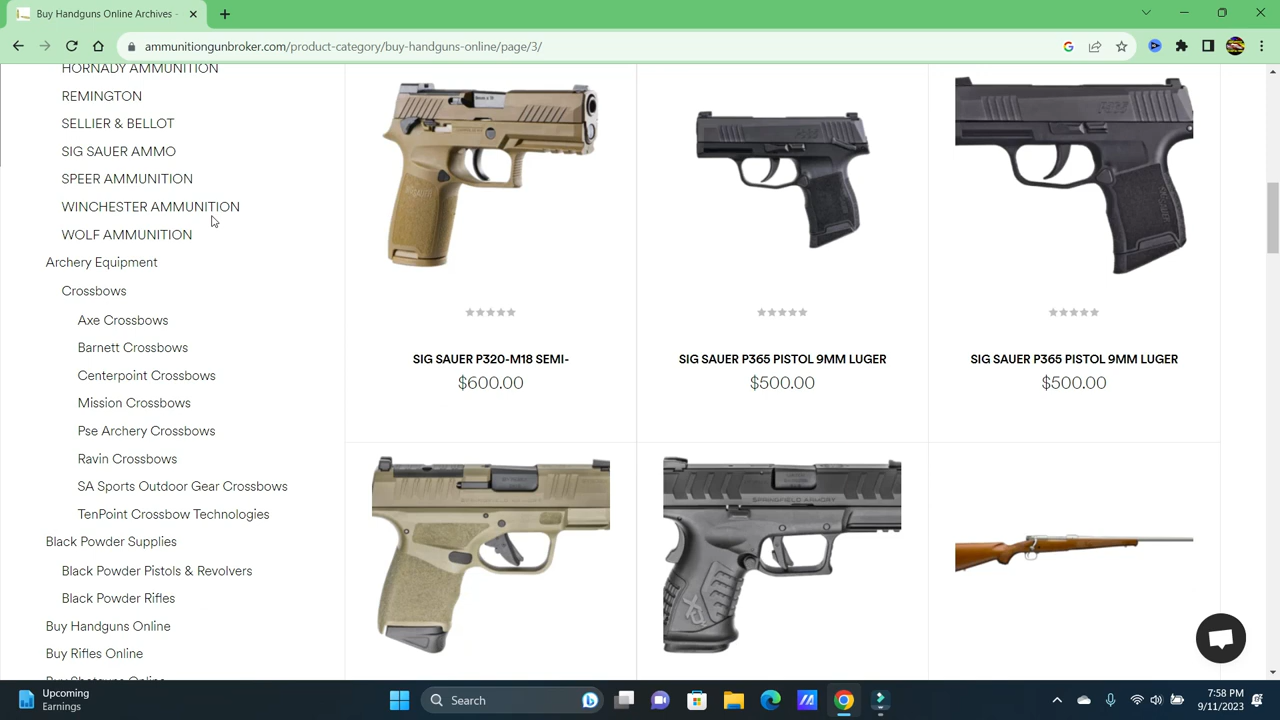 Buy Handguns Online Archives -
ammunitiongunbroker.com/product-category/buy-handguns-online/page/3/
HORNADY AMMUNITION
REMINGTON
SELLIER & BELLOT
SIG SAUER AMMO
SPEER AMMUNITION
WINCHESTER AMMUNITION
WOLF AMMUNITION
Archery Equipment
Crossbows
Axe Crossbows
Barnett Crossbows
Centerpoint Crossbows
Mission Crossbows
Pse Archery Crossbows
Ravin Crossbows
SA Sports Outdoor Gear Crossbows
Tenpoint Crossbow Technologies
Black Powder Supplies
Black Powder Pistols & Revolvers
Black Powder Rifles
Buy Handguns Online
Buy Rifles Online
Buy Shotguns Online
SIG SAUER P320-M18 SEMI-
$600.00
SIG SAUER P365 PISTOL 9MM LUGER
$500.00
SIG SAUER P365 PISTOL 9MM LUGER
$500.00
SPRINGFIELD ARMORY
SPRINGFIELD ARMORY
Upcoming
Earnings
Search
7:58 PM
9/11/2023